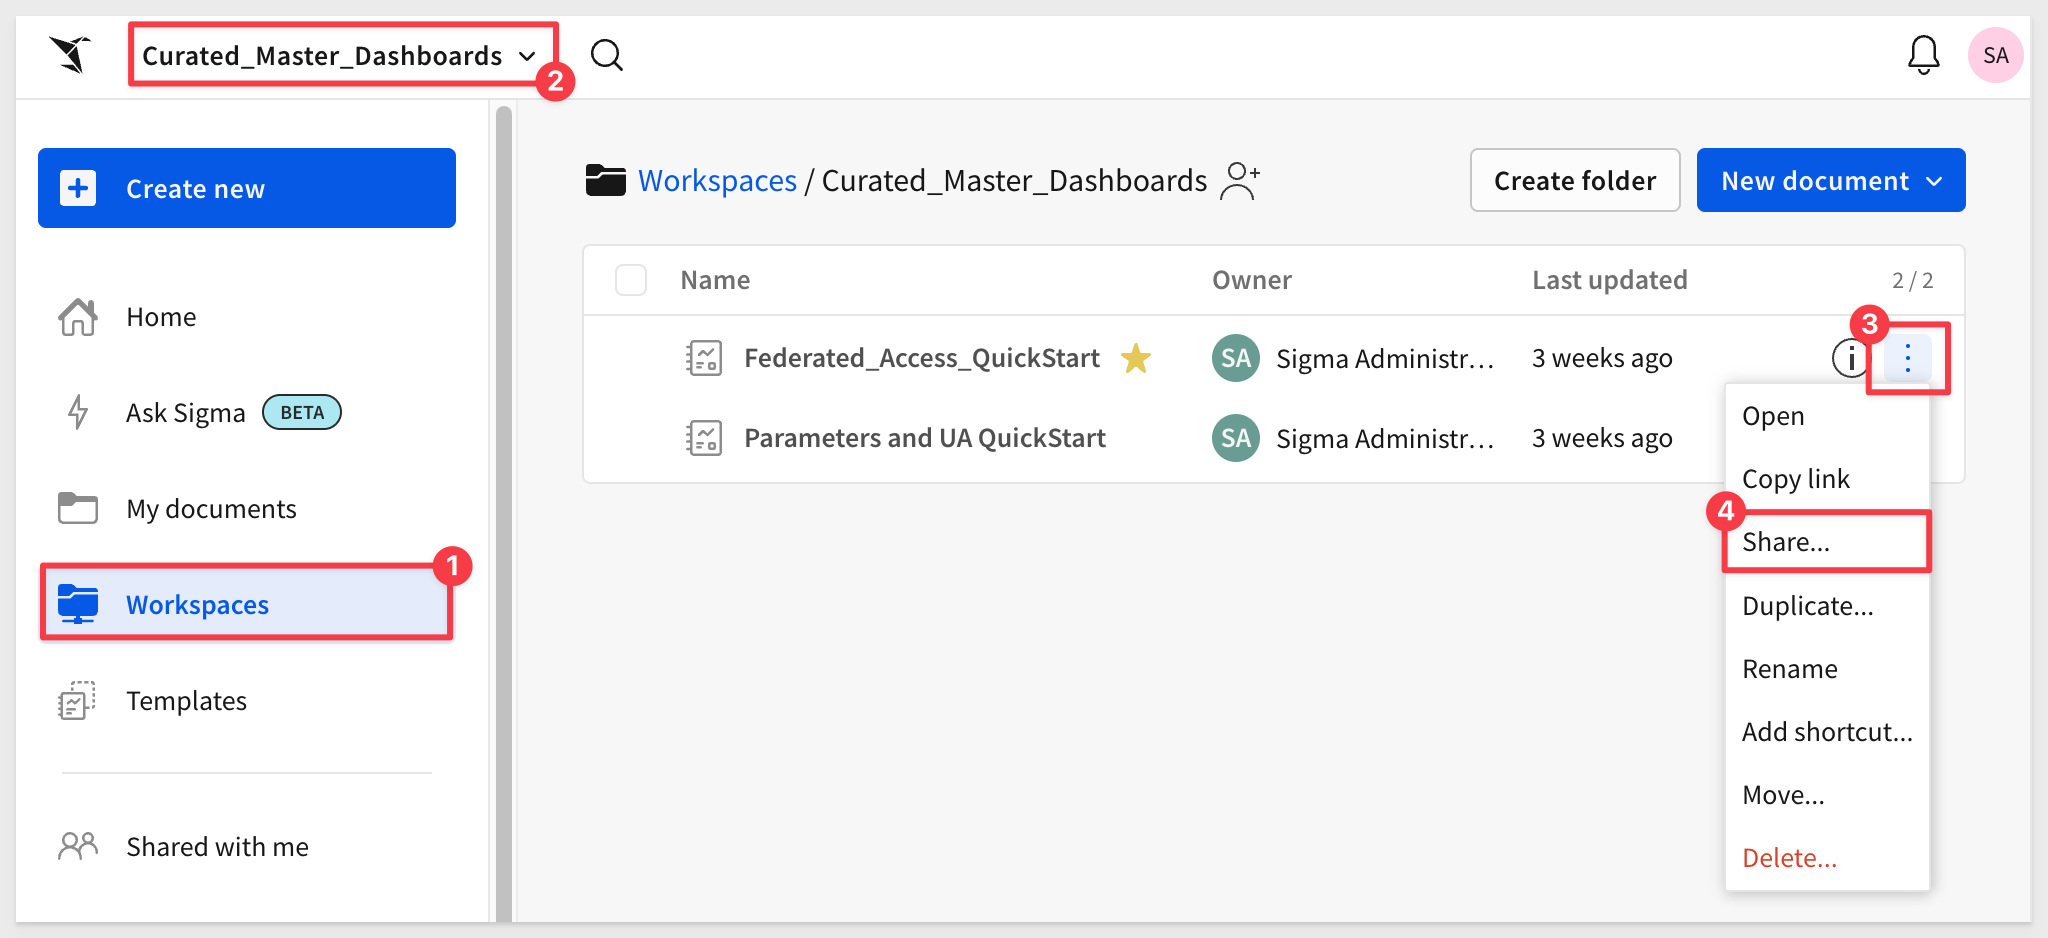 Curated_Master_Dashboards
2
SA
Create new
Home
Ask Sigma BETA
My documents
1
Workspaces
Templates
Shared with me
Workspaces / Curated_Master_Dashboards
Create folder
New document
Name Owner Last updated 2 / 2
3
Federated_Access_QuickStart SA Sigma Administr... 3 weeks ago
Parameters and UA QuickStart SA Sigma Administr... 3 weeks ago
Open
Copy link
4
Share...
Duplicate...
Rename
Add shortcut...
Move...
Delete...